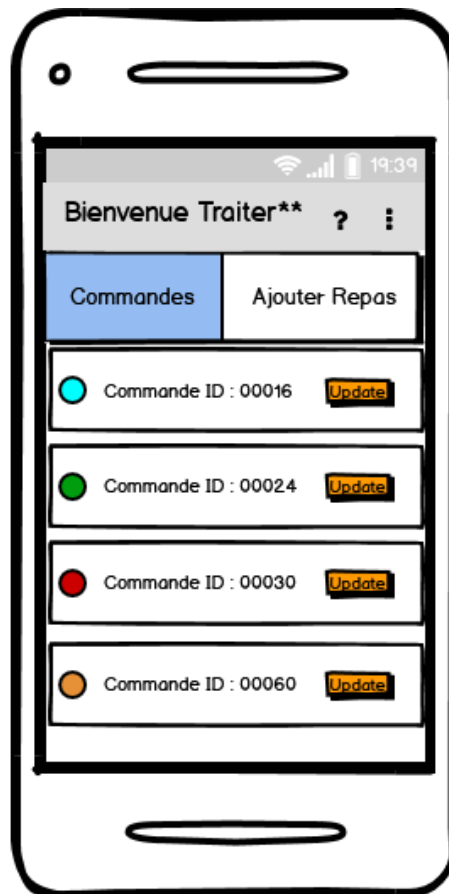 19:39
Bienvenue Traiter** ?
Commandes Ajouter Repas
Commande ID : 00016 Update
Commande ID : 00024 Update
Commande ID : 00030 Update
Commande ID : 00060 Update